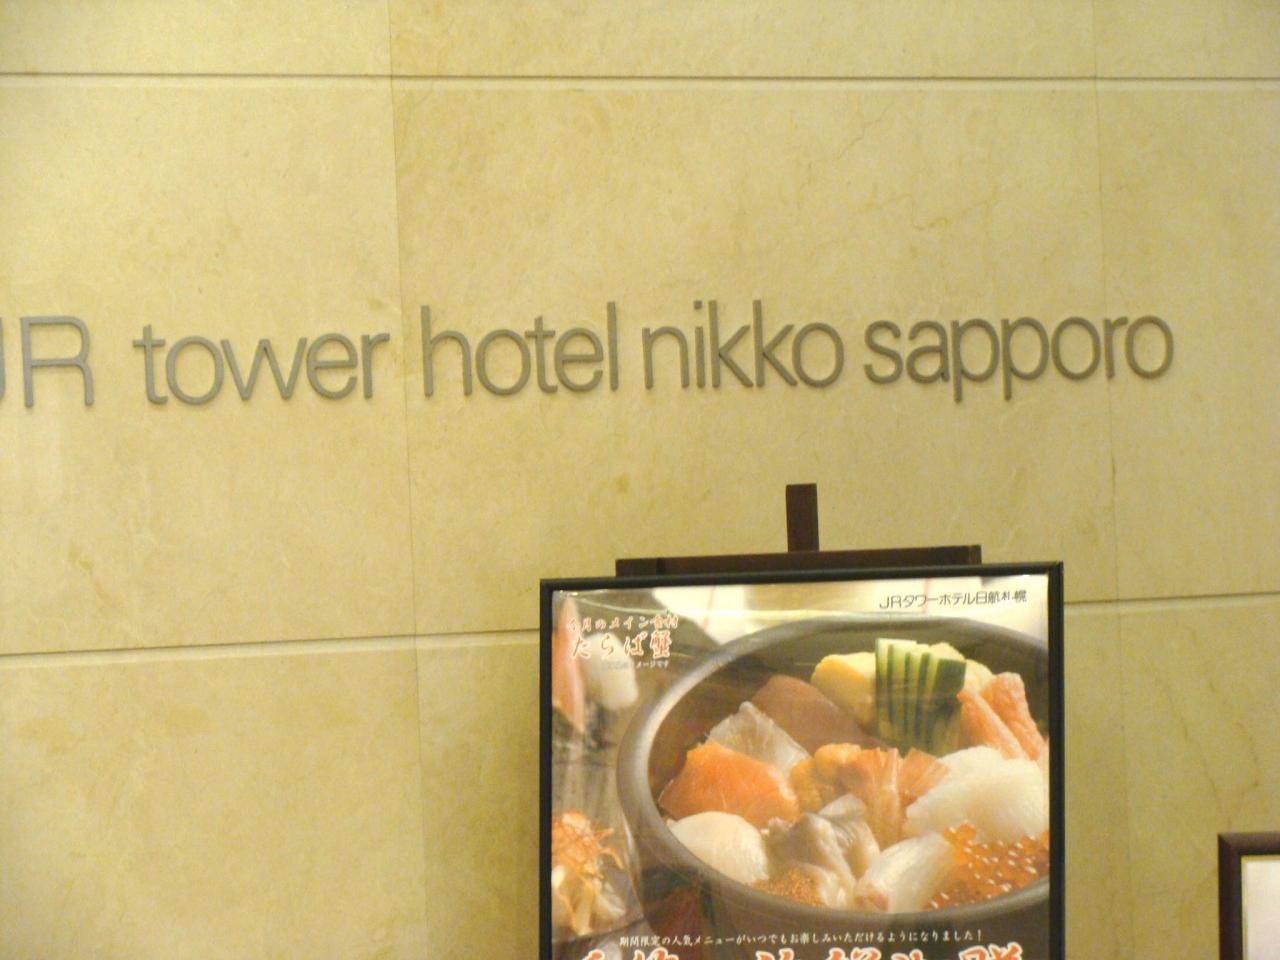 JR tower hotel nikko sapporo
JRタワーホテル日航札幌
今月のメイン食材
たらば蟹
期間限定の人気メニューがいつでもお楽しみいただけるようになりました!